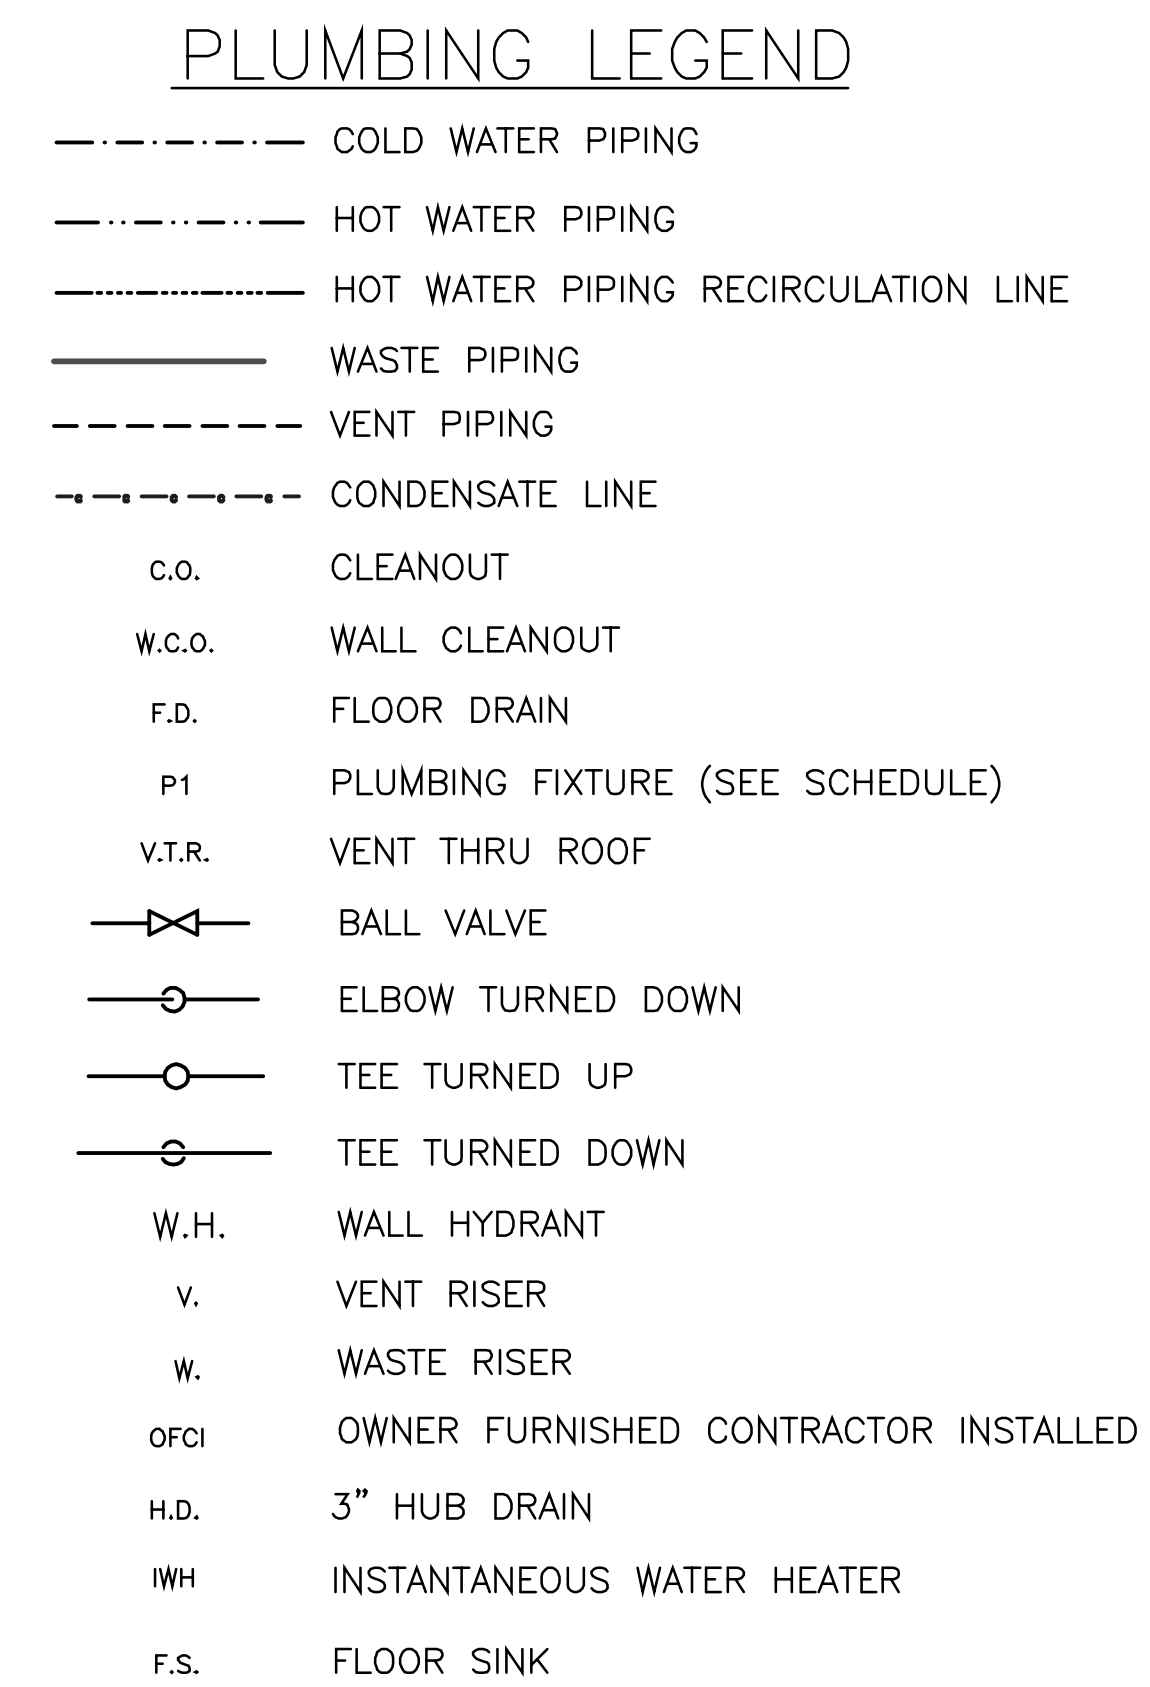 PLUMBING LEGEND
COLD WATER PIPING
HOT WATER PIPING
HOT WATER PIPING RECIRCULATION LINE
WASTE PIPING
VENT PIPING
C C C C C CONDENSATE LINE
C.O. CLEANOUT
W.C.O. WALL CLEANOUT
F.D. FLOOR DRAIN
P1 PLUMBING FIXTURE (SEE SCHEDULE)
V.T.R. VENT THRU ROOF
BALL VALVE
ELBOW TURNED DOWN
TEE TURNED UP
TEE TURNED DOWN
W.H. WALL HYDRANT
V. VENT RISER
W. WASTE RISER
OFCI OWNER FURNISHED CONTRACTOR INSTALLED
H.D. 3" HUB DRAIN
IWH INSTANTANEOUS WATER HEATER
F.S. FLOOR SINK